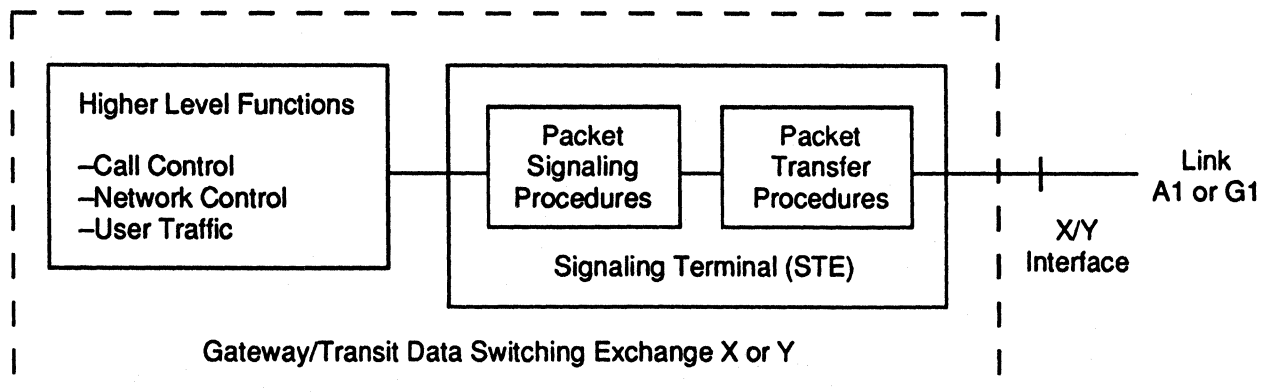 Higher Level Functions
–Call Control
–Network Control
–User Traffic
Packet
Signaling
Procedures
Packet
Transfer
Procedures
Signaling Terminal (STE)
Gateway/Transit Data Switching Exchange X or Y
X/Y
Interface
Link
A1 or G1